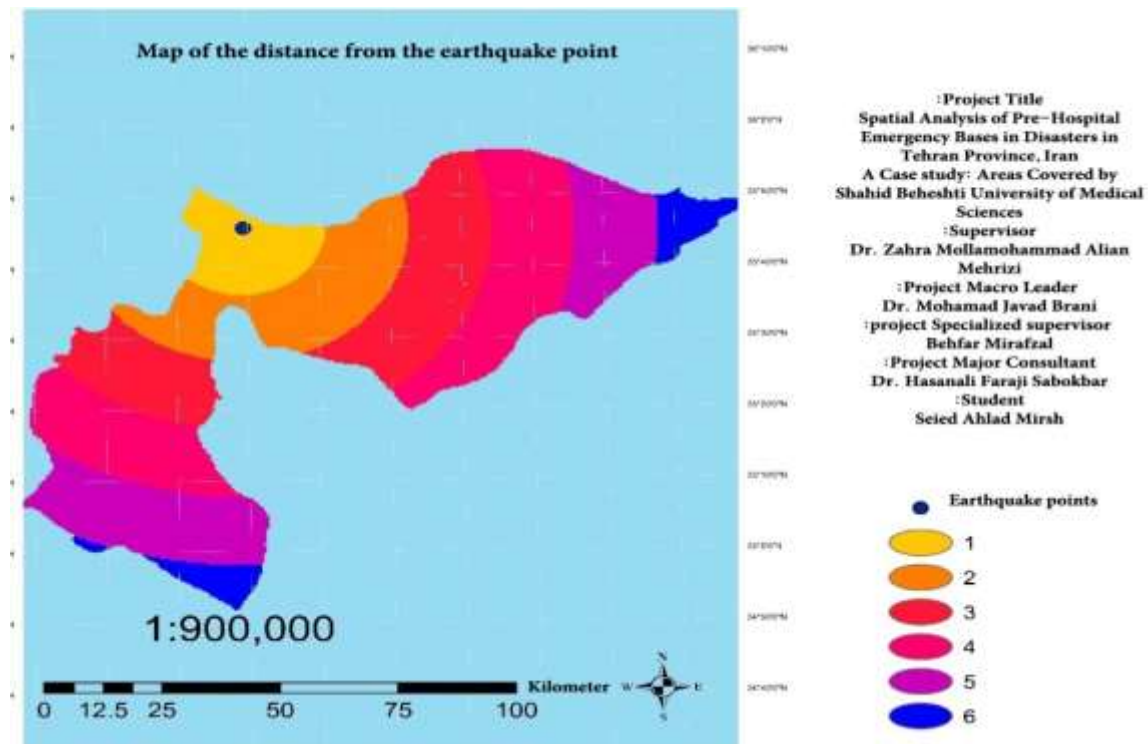 Map of the distance from the earthquake point
:Project Title
Spatial Analysis of Pre-Hospital
Emergency Bases in Disasters in
Tehran Province, Iran
A Case study: Areas Covered by
Shahid Beheshti University of Medical
Sciences
:Supervisor
Dr. Zahra Mollamohammad Alian
Mehrizi
:Project Macro Leader
Dr. Mohamad Javad Brani
:project Specialized supervisor
Behfar Mirafzal
:Project Major Consultant
Dr. Hasanali Faraji Sabokbar
:Student
Seied Ahlad Mirsh
Earthquake points
1
2
3
4
5
6
1:900,000
Kilometer
0 12.5 25 50 75 100
N
W E
S